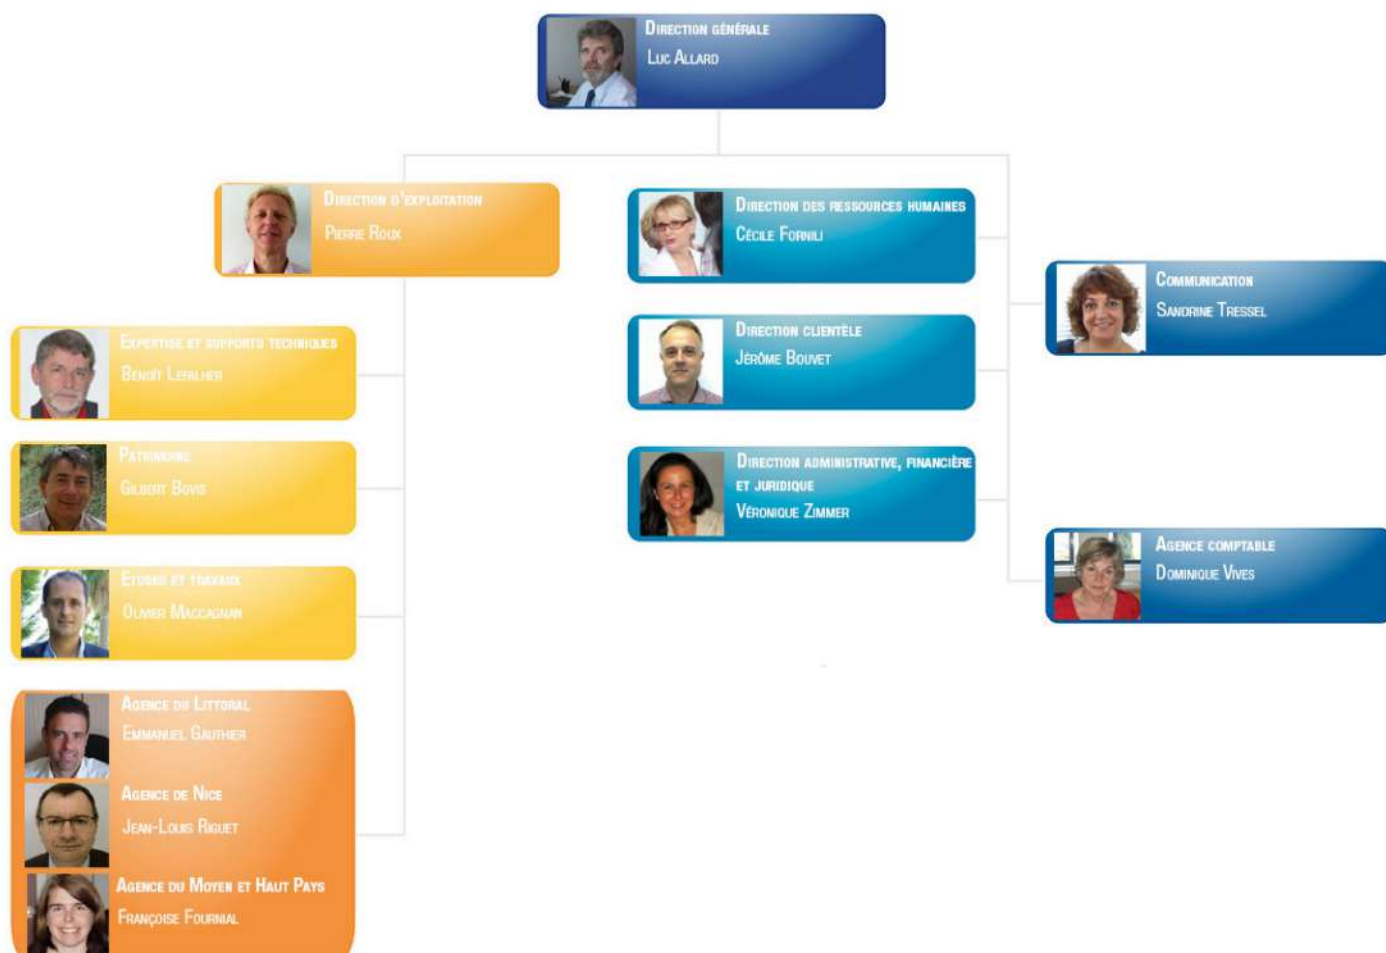 DIRECTION GÉNÉRALE
LUC ALLARD
DIRECTION D'EXPLOITATION
PIERRE ROUX
DIRECTION DES RESSOURCES HUMAINES
CÉCILE FORNILI
COMMUNICATION
SANDRINE TRESSEL
EXPERTISE ET SUPPORTS TECHNIQUES
BENOÎT LEFALHER
DIRECTION CLIENTÈLE
JÉRÔME BOUVET
PATRIMOINE
GILBERT BOVIS
DIRECTION ADMINISTRATIVE, FINANCIÈRE
ET JURIDIQUE
VÉRONIQUE ZIMMER
AGENCE COMPTABLE
DOMINIQUE VIVES
ETUDES ET TRAVAUX
OLIVIER MACCAGNAN
AGENCE DU LITTORAL
EMMANUEL GAUTHIER
AGENCE DE NICE
JEAN-LOUIS RIGUET
AGENCE DU MOYEN ET HAUT PAYS
FRANÇOISE FOURNIAL